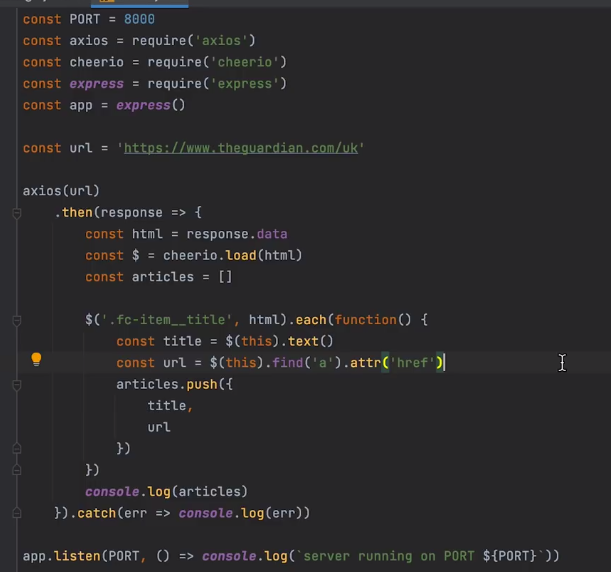 const PORT = 8000
const axios = require('axios')
const cheerio = require('cheerio')
const express = require('express')
const app = express()
const url = 'https://www.theguardian.com/uk'
axios(url)
.then(response => {
const html = response.data
const $ = cheerio.load(html)
const articles = []
$('.fc-item__title', html).each(function() {
const title = $(this).text()
const url = $(this).find('a').attr('href')
articles.push({
title,
url
})
})
console.log(articles)
}).catch(err => console.log(err))
app.listen(PORT, () => console.log(`server running on PORT ${PORT}`))